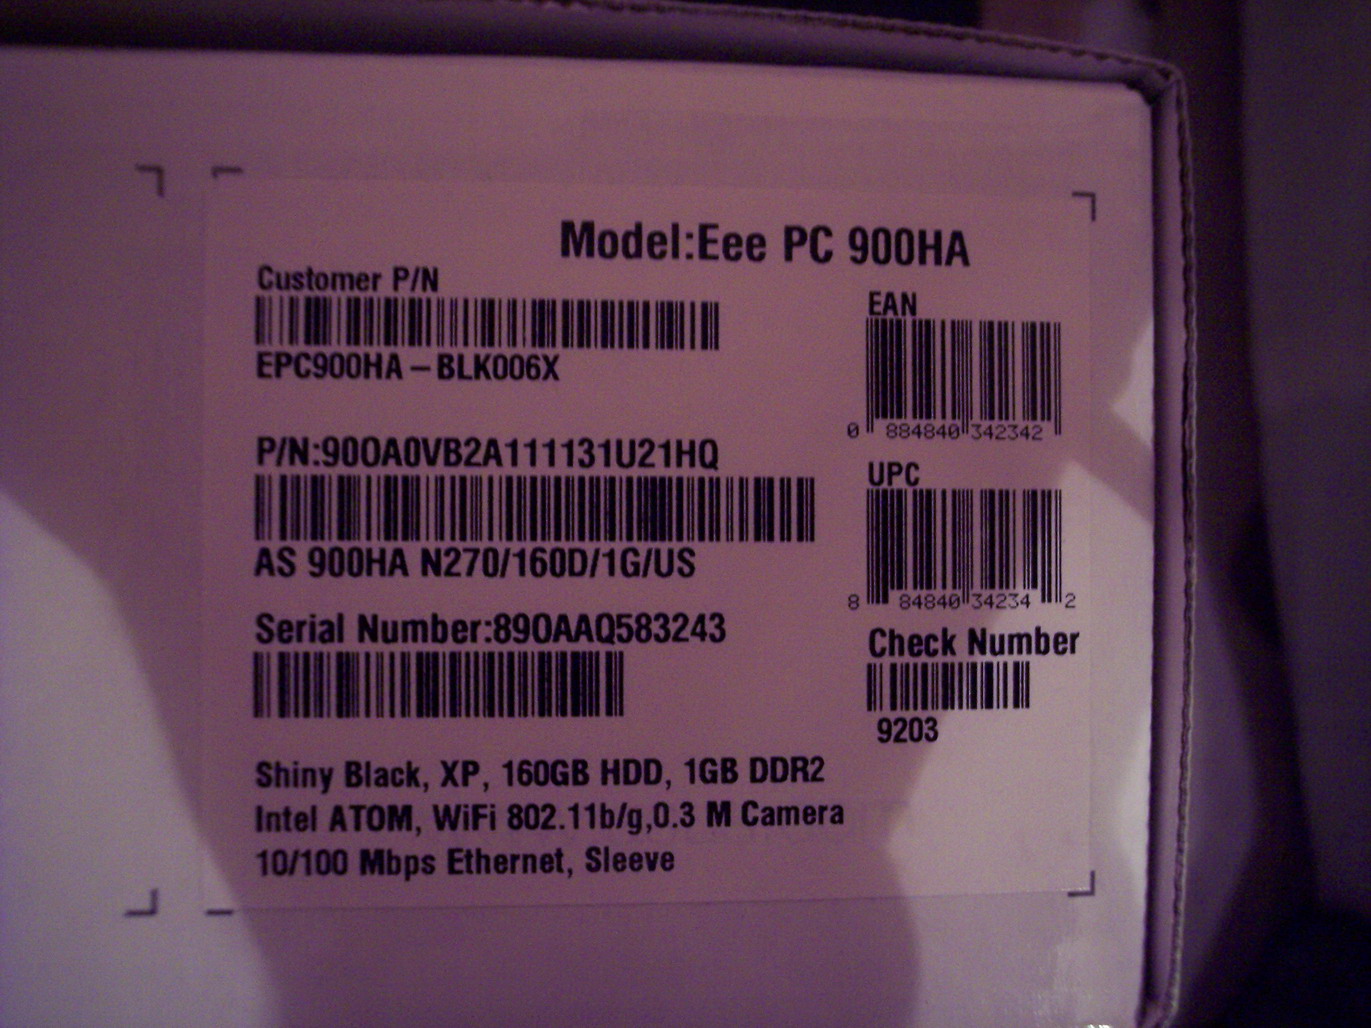 Model:Eee PC 900HA
Customer P/N
EPC900HA-BLK006X
P/N:90OA0VB2A111131U21HQ
AS 900HA N270/160D/1G/US
Serial Number:89OAAQ583243
Shiny Black, XP, 160GB HDD, 1GB DDR2
Intel ATOM, WiFi 802.11b/g,0.3 M Camera
10/100 Mbps Ethernet, Sleeve
EAN
0 884840 342342
UPC
8 84840 34234 2
Check Number
9203